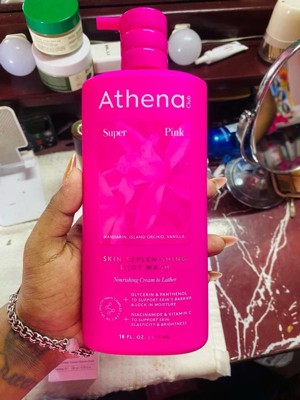 Athena
Club
Super Pink
MANDARIN, ISLAND ORCHID, VANILLA
SKIN REPLENISHING
BODY WASH
Nourishing Cream to Lather
GLYCERIN & PANTHENOL
TO SUPPORT SKIN'S BARRIER
& LOCK IN MOISTURE
NIACINAMIDE & VITAMIN C
TO SUPPORT SKIN
ELASTICITY & BRIGHTNESS
18 FL. OZ.